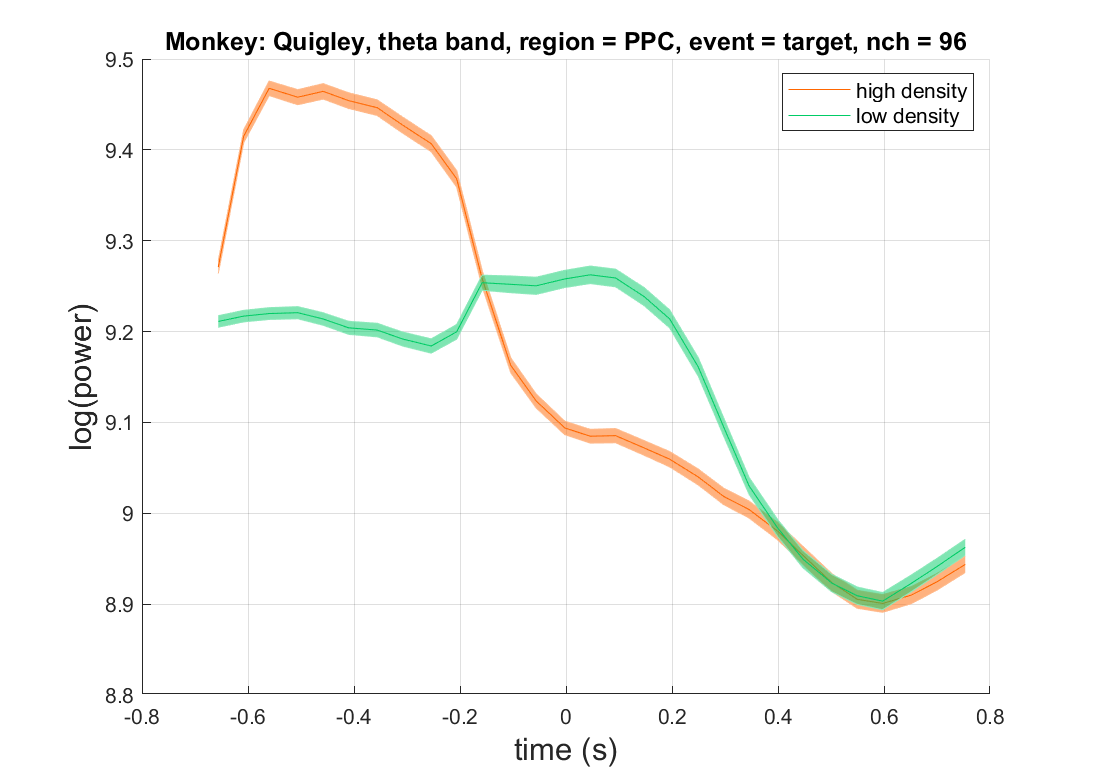 Monkey: Quigley, theta band, region = PPC, event = target, nch = 96
high density
low density
9.5
9.4
9.3
9.2
9.1
9
8.9
8.8
log(power)
-0.8 -0.6 -0.4 -0.2 0 0.2 0.4 0.6 0.8
time (s)